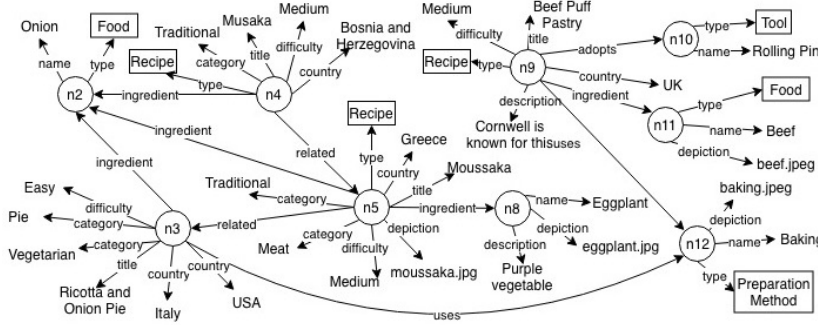 Onion
Food
name
type
n2
Traditional
Musaka
Medium
Bosnia and
Herzegovina
category
title
difficulty
country
Recipe
type
ingredient
n4
ingredient
related
ingredient
Recipe
type
Greece
country
title
Moussaka
Traditional
category
n5
ingredient
related
Meat
category
difficulty
Medium
depiction
moussaka.jpg
n8
name
Eggplant
depiction
eggplant.jpg
description
Purple
vegetable
Easy
difficulty
Pie
category
n3
Vegetarian
category
title
Ricotta and
Onion Pie
country
Italy
country
USA
uses
Medium
difficulty
Beef Puff
Pastry
title
Recipe
type
n9
adopts
n10
type
Tool
name
Rolling Pin
country
UK
ingredient
description
Cornwell is
known for thisuses
n11
type
Food
name
Beef
depiction
beef.jpeg
n12
baking.jpeg
depiction
name
Baking
type
Preparation
Method